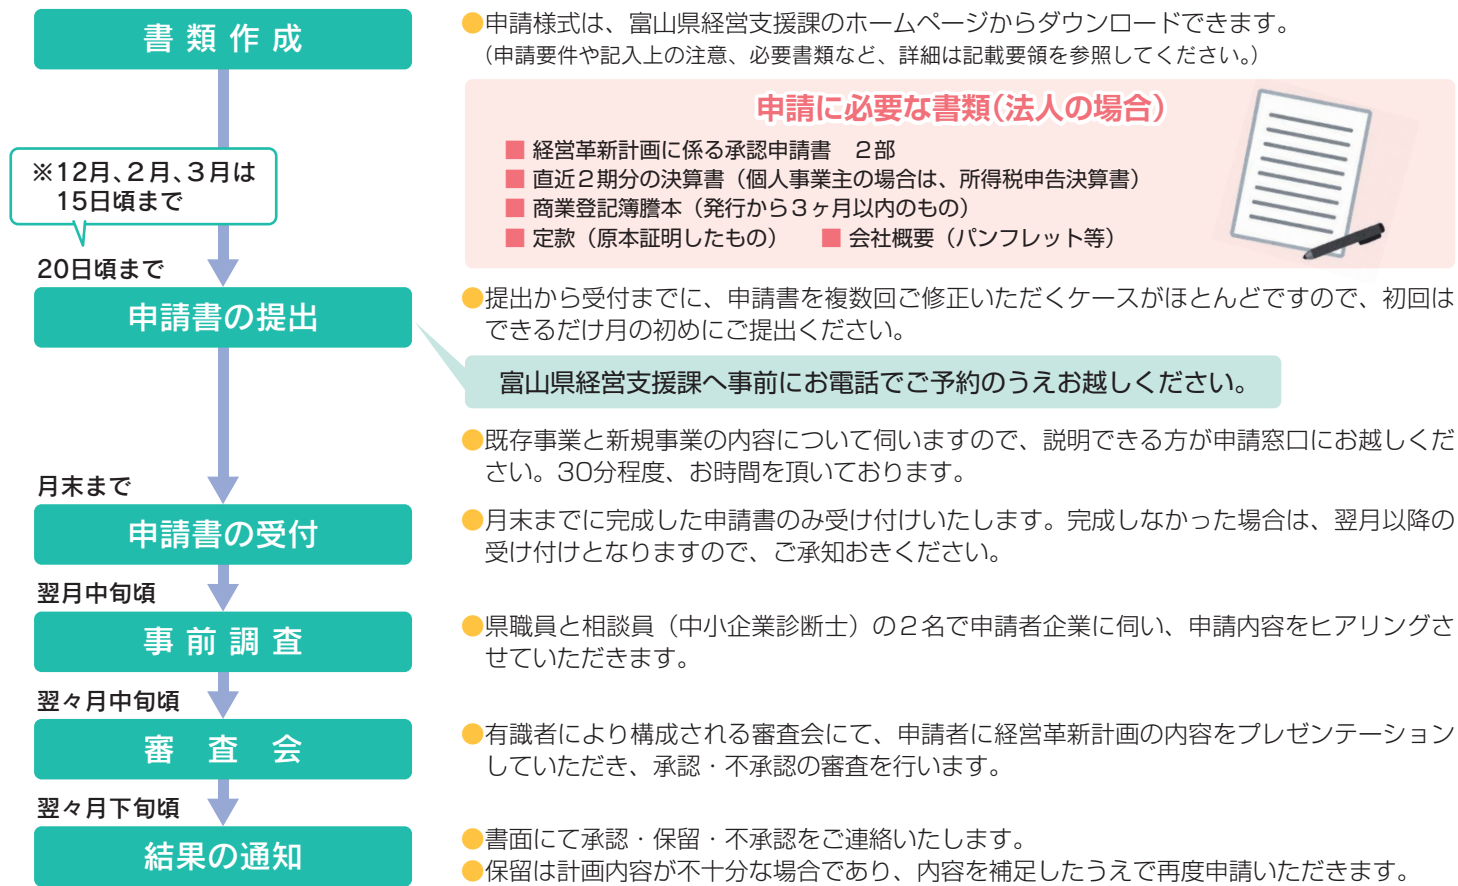 書類作成
●申請様式は、富山県経営支援課のホームページからダウンロードできます。
（申請要件や記入上の注意、必要書類など、詳細は記載要領を参照してください。）
申請に必要な書類（法人の場合）
■ 経営革新計画に係る承認申請書　２部
■ 直近２期分の決算書（個人事業主の場合は、所得税申告決算書）
■ 商業登記簿謄本（発行から３ヶ月以内のもの）
■ 定款（原本証明したもの）　■ 会社概要（パンフレット等）
※12月、２月、３月は
15日頃まで
20日頃まで
申請書の提出
●提出から受付までに、申請書を複数回ご修正いただくケースがほとんどですので、初回は
できるだけ月の初めにご提出ください。
富山県経営支援課へ事前にお電話でご予約のうえお越しください。
●既存事業と新規事業の内容について伺いますので、説明できる方が申請窓口にお越しくだ
さい。30分程度、お時間を頂いております。
月末まで
申請書の受付
●月末までに完成した申請書のみ受け付けいたします。完成しなかった場合は、翌月以降の
受け付けとなりますので、ご承知おきください。
翌月中旬頃
事前調査
●県職員と相談員（中小企業診断士）の２名で申請者企業に伺い、申請内容をヒアリングさ
せていただきます。
翌々月中旬頃
審査会
●有識者により構成される審査会にて、申請者に経営革新計画の内容をプレゼンテーション
していただき、承認・不承認の審査を行います。
翌々月下旬頃
結果の通知
●書面にて承認・保留・不承認をご連絡いたします。
●保留は計画内容が不十分な場合であり、内容を補足したうえで再度申請いただきます。